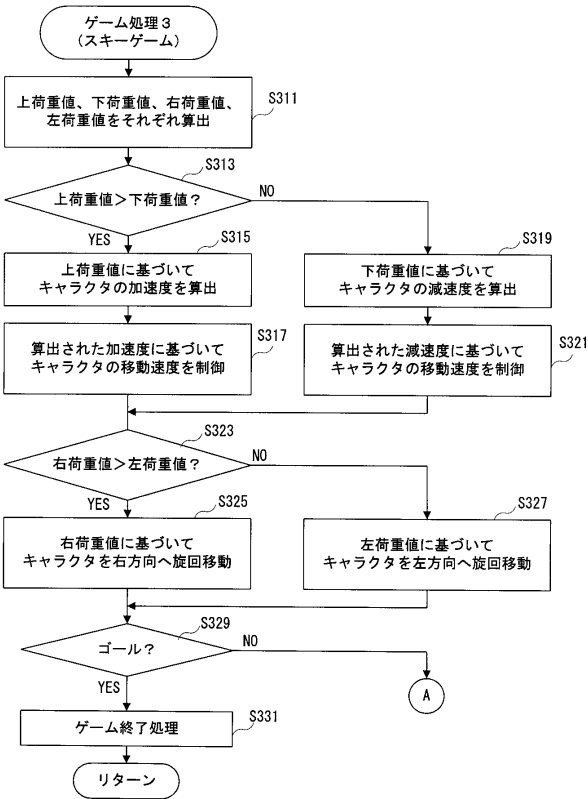 ゲーム処理3
(スキーゲーム)
上荷重値、下荷重値、右荷重値、
左荷重値をそれぞれ算出
S311
S313
上荷重値>下荷重値?
NO
YES
S315
上荷重値に基づいて
キャラクタの加速度を算出
S319
下荷重値に基づいて
キャラクタの減速度を算出
S317
算出された加速度に基づいて
キャラクタの移動速度を制御
S321
算出された減速度に基づいて
キャラクタの移動速度を制御
S323
右荷重値>左荷重値?
NO
YES
S325
右荷重値に基づいて
キャラクタを右方向へ旋回移動
S327
左荷重値に基づいて
キャラクタを左方向へ旋回移動
S329
ゴール?
NO
YES
A
S331
ゲーム終了処理
リターン